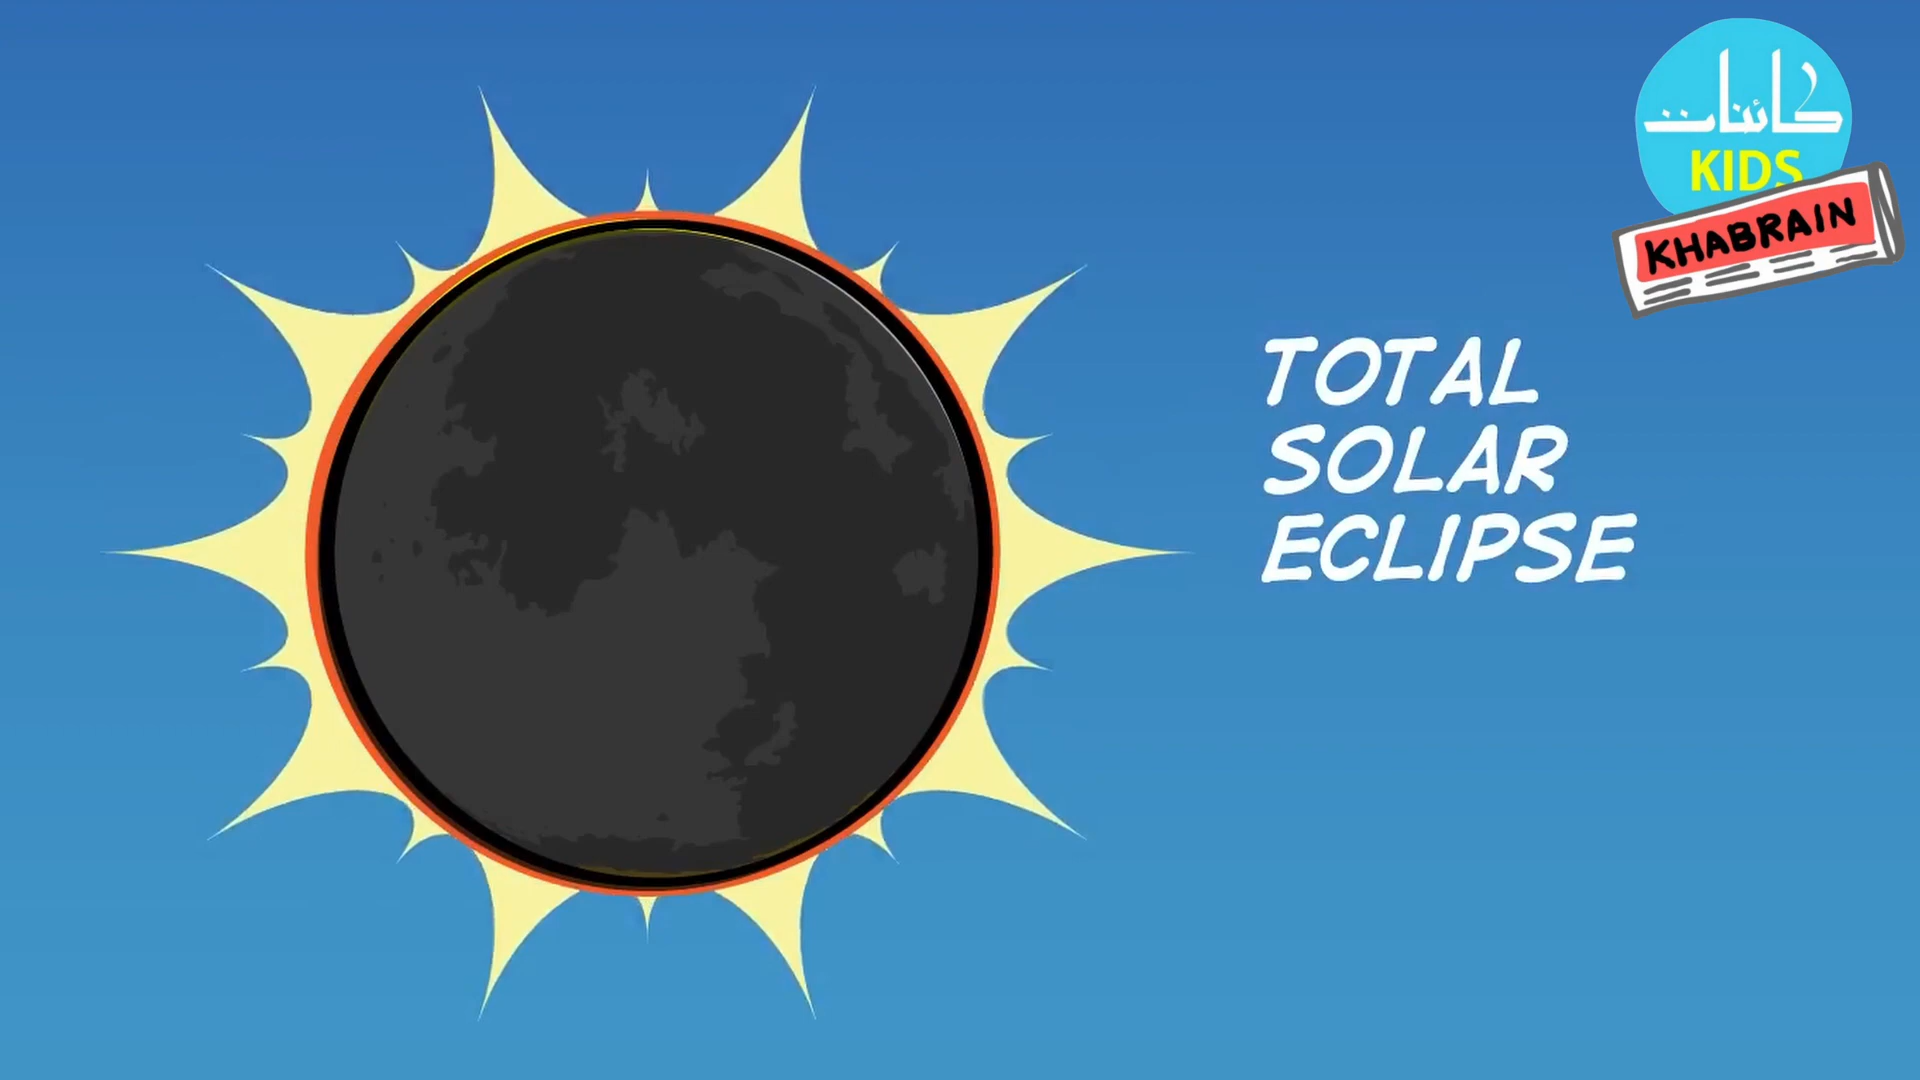 كائنات
KIDS
KHABRAIN
TOTAL
SOLAR
ECLIPSE